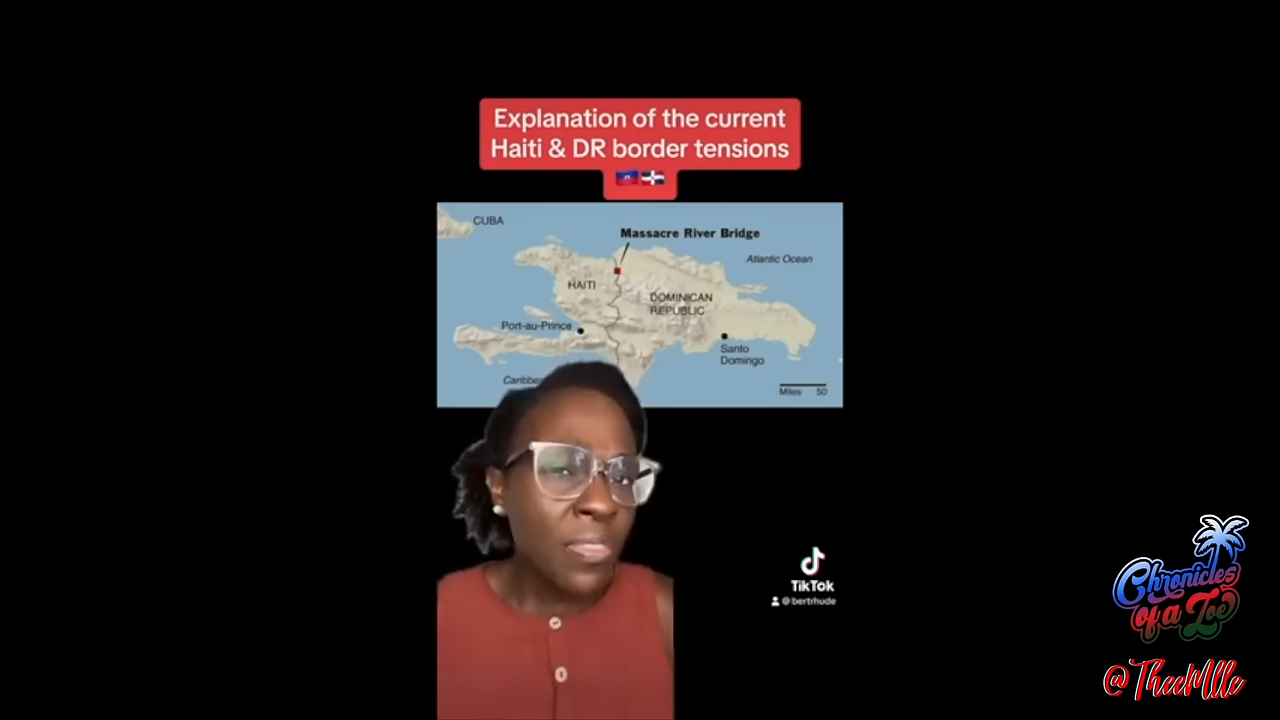 Explanation of the current
Haiti & DR border tensions
CUBA
Massacre River Bridge
Atlantic Ocean
HAITI
DOMINICAN
REPUBLIC
Port-au-Prince
Santo
Domingo
Caribbe
Miles 50
TikTok
@bertrhude
Chronicles
of a Zoe
@TheeMlle